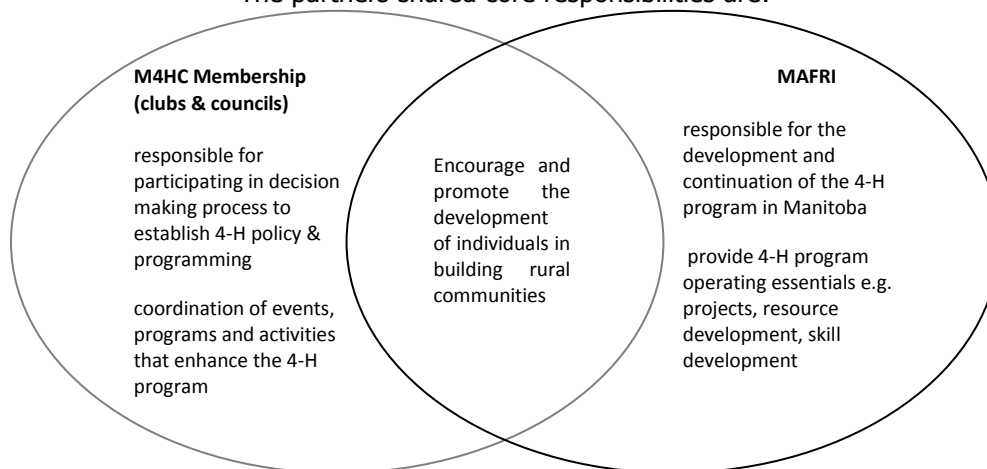 The partners shared core responsibilities are:
M4HC Membership
(clubs & councils)
responsible for
participating in decision
making process to
establish 4-H policy &
programming
coordination of events,
programs and activities
that enhance the 4-H
program
Encourage and
promote the
development
of individuals in
building rural
communities
MAFRI
responsible for the
development and
continuation of the 4-H
program in Manitoba
provide 4-H program
operating essentials e.g.
projects, resource
development, skill
development